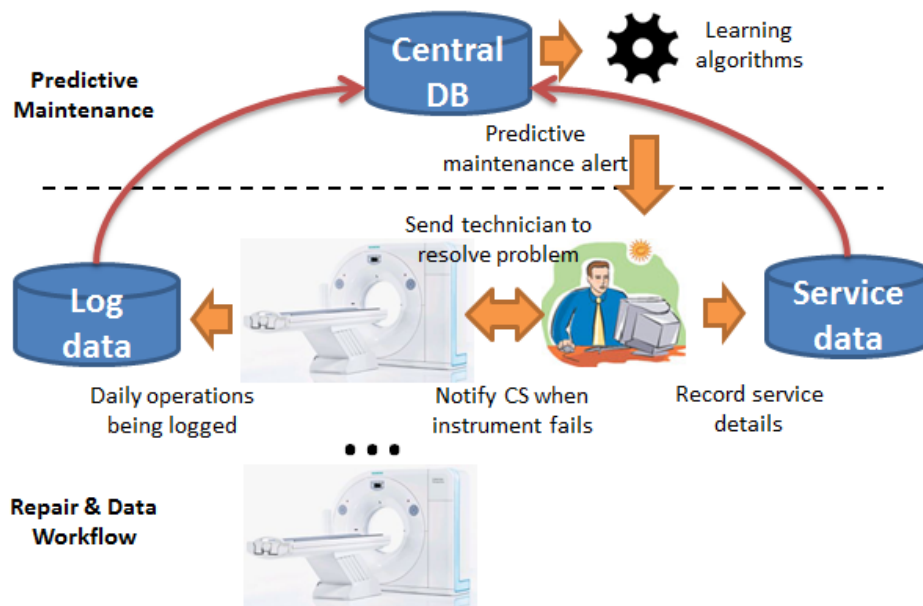 Central
DB
Learning
algorithms
Predictive
Maintenance
Predictive
maintenance alert
Send technician to
resolve problem
Log
data
Service
data
Daily operations
being logged
Notify CS when
instrument fails
Record service
details
...
Repair & Data
Workflow